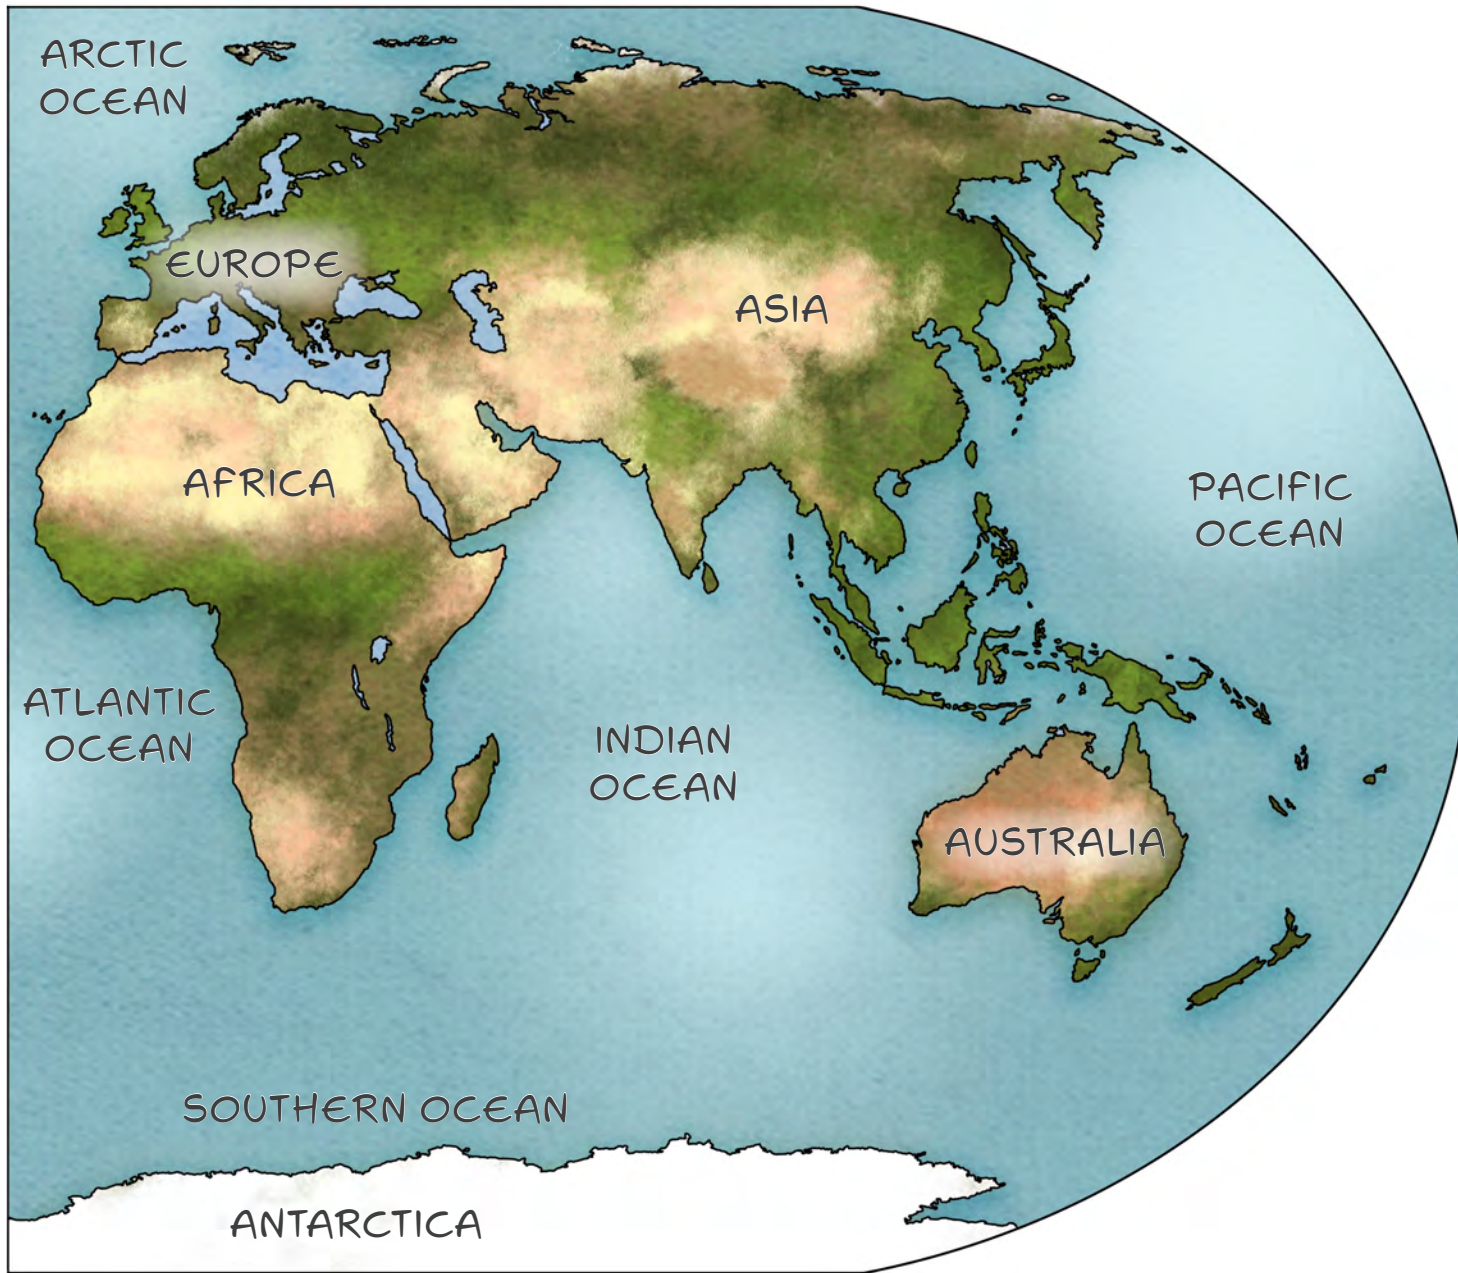 ARCTIC
OCEAN
EUROPE
ASIA
AFRICA
PACIFIC
OCEAN
ATLANTIC
OCEAN
INDIAN
OCEAN
AUSTRALIA
SOUTHERN OCEAN
ANTARCTICA